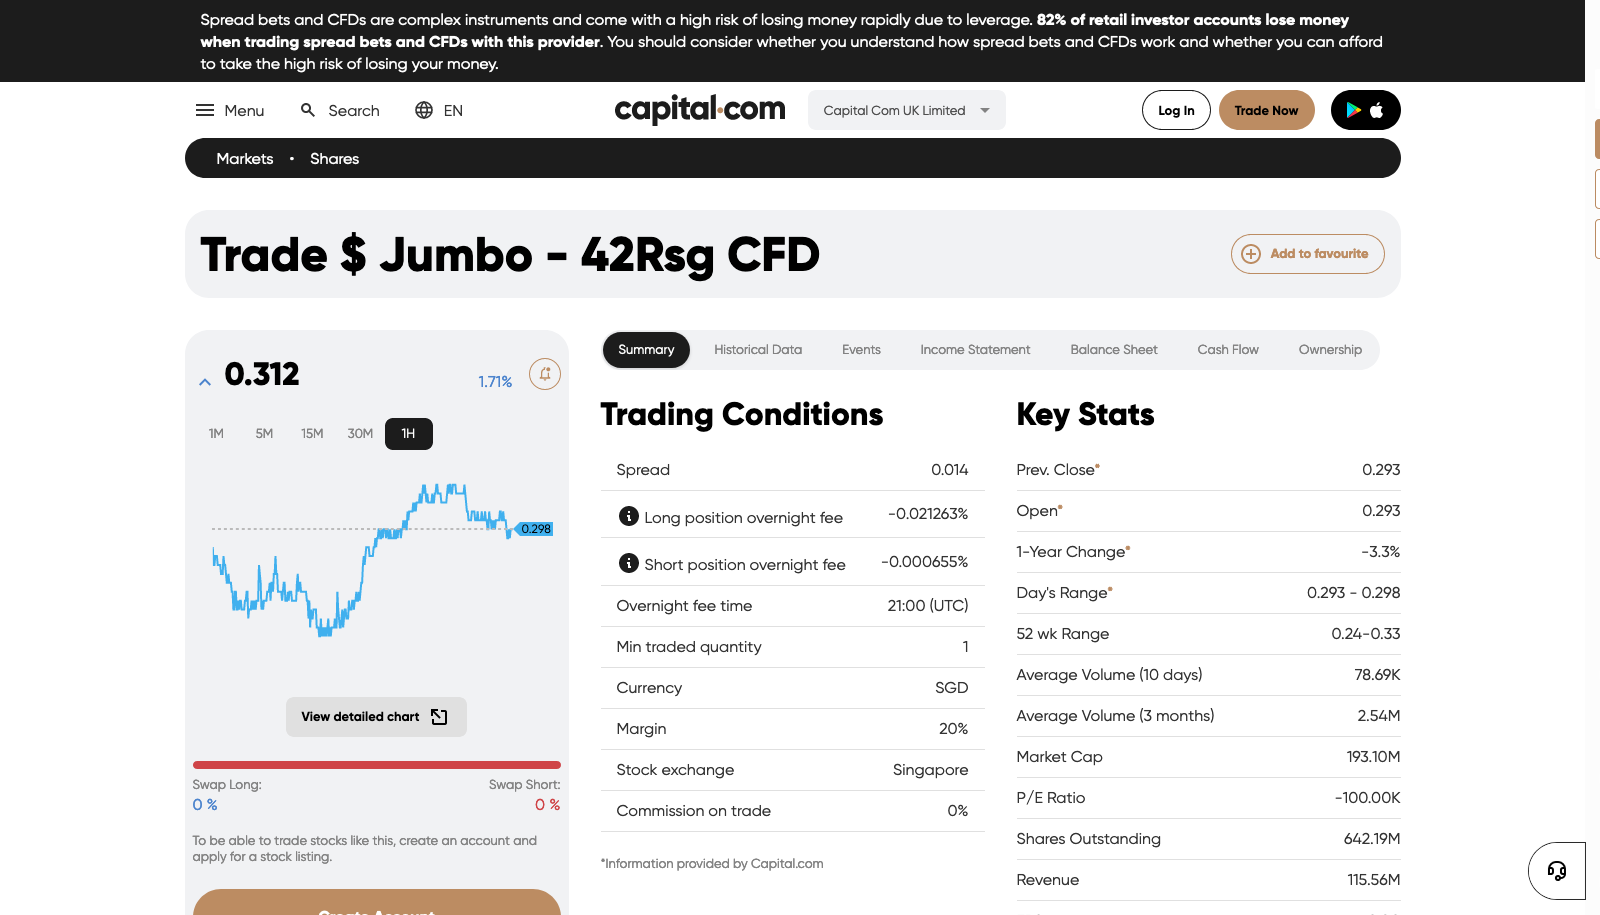 Spread bets and CFDs are complex instruments and come with a high risk of losing money rapidly due to leverage. 82% of retail investor accounts lose money
when trading spread bets and CFDs with this provider. You should consider whether you understand how spread bets and CFDs work and whether you can afford
to take the high risk of losing your money.
Menu
Search
EN
capital.com
Capital Com UK Limited
Log In
Trade Now
Markets • Shares
Trade $ Jumbo - 42Rsg CFD
Add to favourite
0.312
1.71%
1M 5M 15M 30M 1H
0.298
View detailed chart
Swap Long: Swap Short:
0 % 0 %
To be able to trade stocks like this, create an account and
apply for a stock listing.
Create Account
Summary Historical Data Events Income Statement Balance Sheet Cash Flow Ownership
Trading Conditions
Spread 0.014
Long position overnight fee -0.021263%
Short position overnight fee -0.000655%
Overnight fee time 21:00 (UTC)
Min traded quantity 1
Currency SGD
Margin 20%
Stock exchange Singapore
Commission on trade 0%
*Information provided by Capital.com
Key Stats
Prev. Close* 0.293
Open* 0.293
1-Year Change* -3.3%
Day's Range* 0.293 - 0.298
52 wk Range 0.24-0.33
Average Volume (10 days) 78.69K
Average Volume (3 months) 2.54M
Market Cap 193.10M
P/E Ratio -100.00K
Shares Outstanding 642.19M
Revenue 115.56M